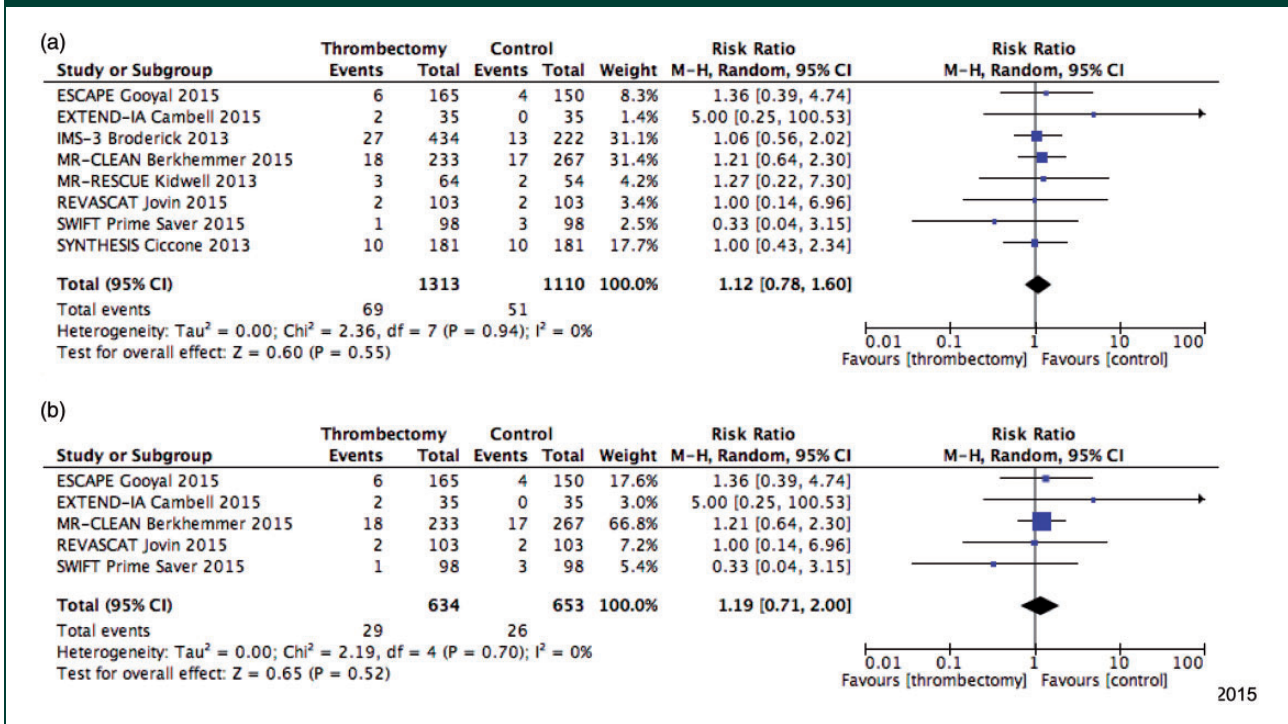 (a)
Thrombectomy Control Risk Ratio Risk Ratio
Study or Subgroup Events Total Events Total Weight M-H, Random, 95% CI M-H, Random, 95% CI
ESCAPE Gooyal 2015 6 165 4 150 8.3% 1.36 [0.39, 4.74]
EXTEND-IA Cambell 2015 2 35 0 35 1.4% 5.00 [0.25, 100.53]
IMS-3 Broderick 2013 27 434 13 222 31.1% 1.06 [0.56, 2.02]
MR-CLEAN Berkhemmer 2015 18 233 17 267 31.4% 1.21 [0.64, 2.30]
MR-RESCUE Kidwell 2013 3 64 2 54 4.2% 1.27 [0.22, 7.30]
REVASCAT Jovin 2015 2 103 2 103 3.4% 1.00 [0.14, 6.96]
SWIFT Prime Saver 2015 1 98 3 98 2.5% 0.33 [0.04, 3.15]
SYNTHESIS Ciccone 2013 10 181 10 181 17.7% 1.00 [0.43, 2.34]
Total (95% CI) 1313 1110 100.0% 1.12 [0.78, 1.60]
Total events 69 51
Heterogeneity: Tau² = 0.00; Chi² = 2.36, df = 7 (P = 0.94); I² = 0%
Test for overall effect: Z = 0.60 (P = 0.55)
0.01 0.1 1 10 100
Favours [thrombectomy] Favours [control]
(b)
Thrombectomy Control Risk Ratio Risk Ratio
Study or Subgroup Events Total Events Total Weight M-H, Random, 95% CI M-H, Random, 95% CI
ESCAPE Gooyal 2015 6 165 4 150 17.6% 1.36 [0.39, 4.74]
EXTEND-IA Cambell 2015 2 35 0 35 3.0% 5.00 [0.25, 100.53]
MR-CLEAN Berkhemmer 2015 18 233 17 267 66.8% 1.21 [0.64, 2.30]
REVASCAT Jovin 2015 2 103 2 103 7.2% 1.00 [0.14, 6.96]
SWIFT Prime Saver 2015 1 98 3 98 5.4% 0.33 [0.04, 3.15]
Total (95% CI) 634 653 100.0% 1.19 [0.71, 2.00]
Total events 29 26
Heterogeneity: Tau² = 0.00; Chi² = 2.19, df = 4 (P = 0.70); I² = 0%
Test for overall effect: Z = 0.65 (P = 0.52)
0.01 0.1 1 10 100
Favours [thrombectomy] Favours [control]
2015